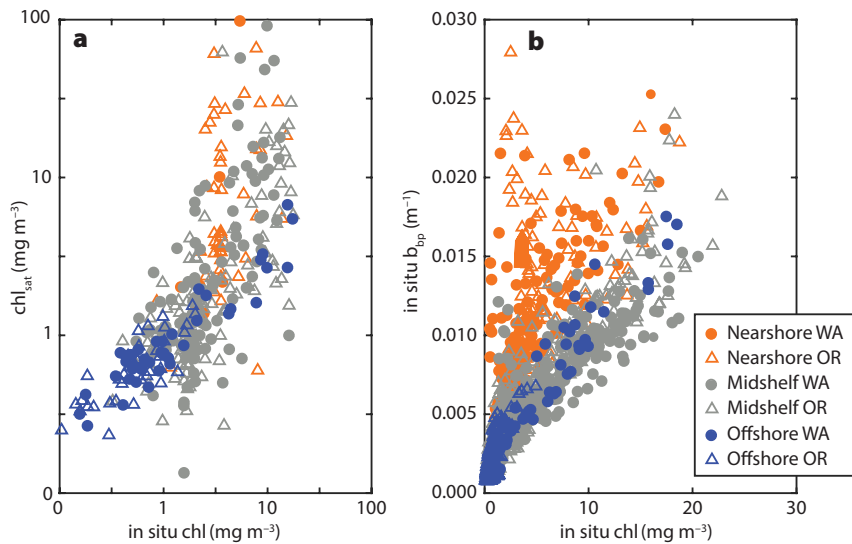 a
100
10
1
0
chl_sat (mg m⁻³)
0
1
10
100
in situ chl (mg m⁻³)
b
0.030
0.025
0.020
0.015
0.010
0.005
0.000
in situ b_bp (m⁻¹)
0
10
20
30
in situ chl (mg m⁻³)
Nearshore WA
Nearshore OR
Midshelf WA
Midshelf OR
Offshore WA
Offshore OR